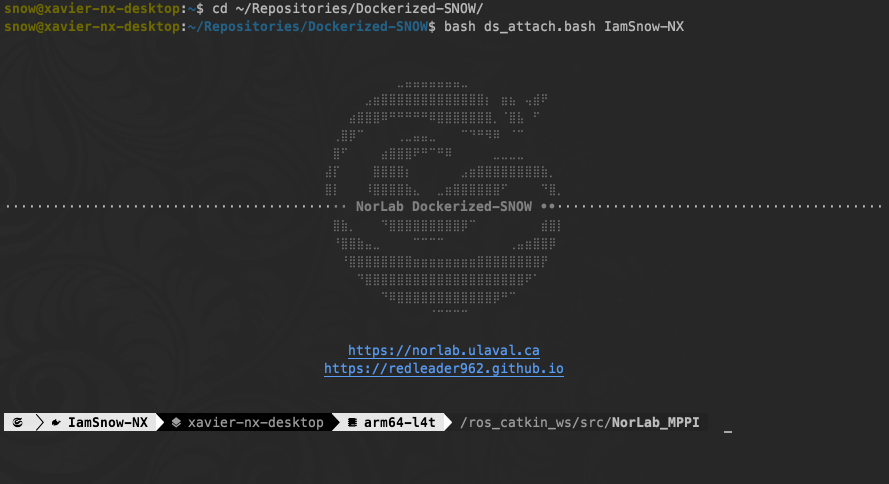 snow@xavier-nx-desktop:~$ cd ~/Repositories/Dockerized-SNOW/
snow@xavier-nx-desktop:~/Repositories/Dockerized-SNOW$ bash ds_attach.bash IamSnow-NX
NorLab Dockerized-SNOW
https://norlab.ulaval.ca
https://redleader962.github.io
IamSnow-NX xavier-nx-desktop arm64-l4t /ros_catkin_ws/src/NorLab_MPPI